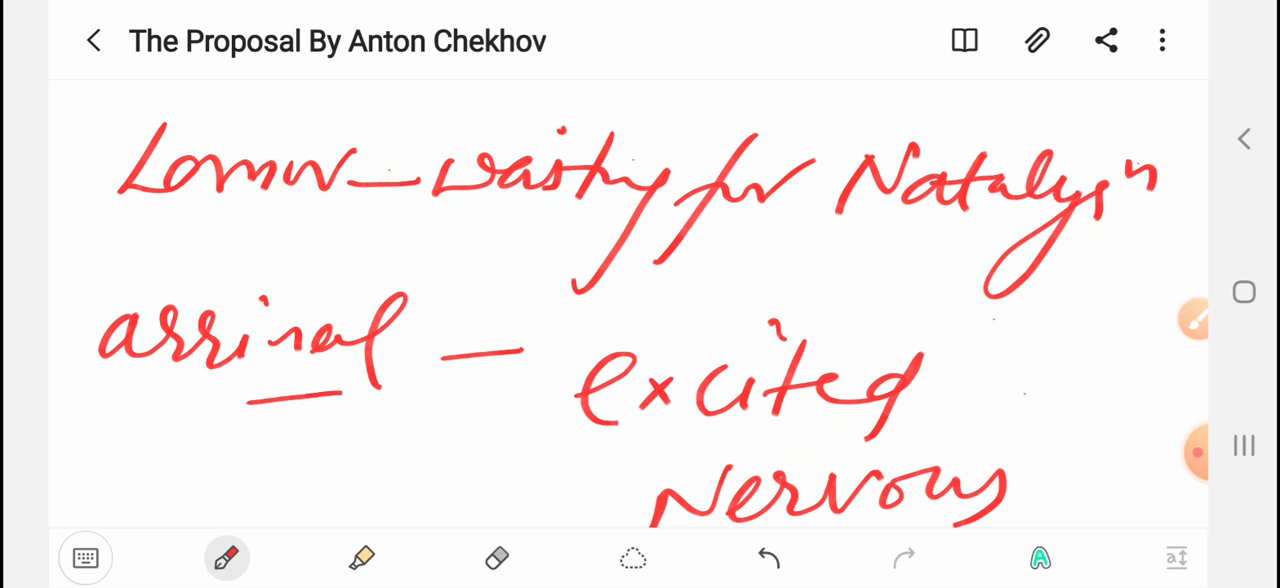 The Proposal By Anton Chekhov
Lomov — waiting for Natalya's
arrival — excited
Nervous